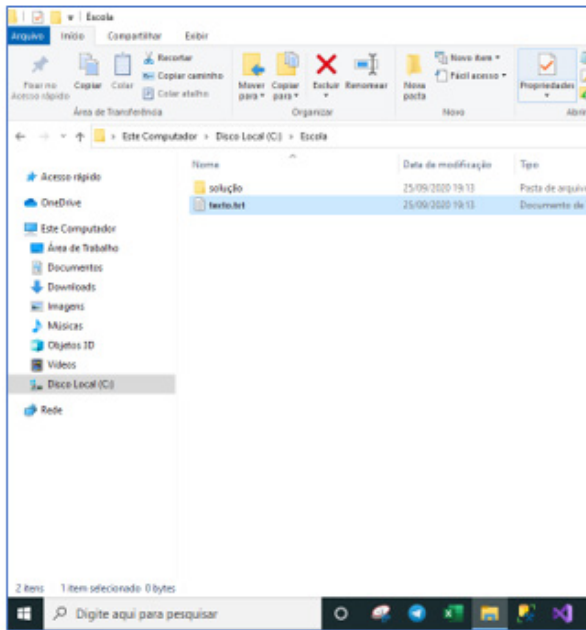 Escola
Arquivo Início Compartilhar Exibir
Fixar no Acesso rápido
Copiar
Colar
Recortar
Copiar caminho
Colar atalho
Área de Transferência
Mover para
Copiar para
Excluir
Renomear
Organizar
Nova pasta
Novo item
Fácil acesso
Novo
Propriedades
Abrir
Este Computador > Disco Local (C:) > Escola
Nome Data de modificação Tipo
solução 25/09/2020 19:13 Pasta de arquivo
texto.txt 25/09/2020 19:13 Documento de
Acesso rápido
OneDrive
Este Computador
Área de Trabalho
Documentos
Downloads
Imagens
Músicas
Objetos 3D
Vídeos
Disco Local (C:)
Rede
2 itens 1 item selecionado 0 bytes
Digite aqui para pesquisar